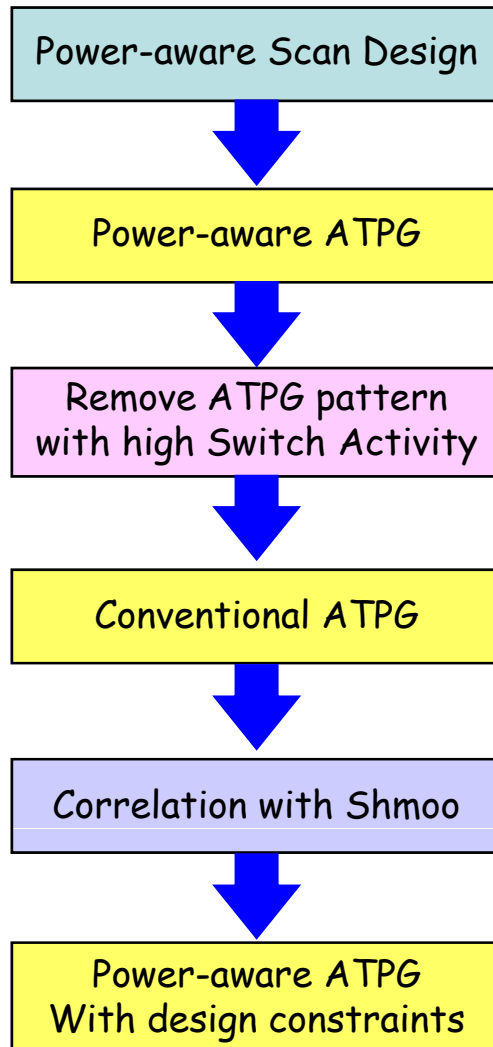 Power-aware Scan Design
Power-aware ATPG
Remove ATPG pattern
with high Switch Activity
Conventional ATPG
Correlation with Shmoo
Power-aware ATPG
With design constraints